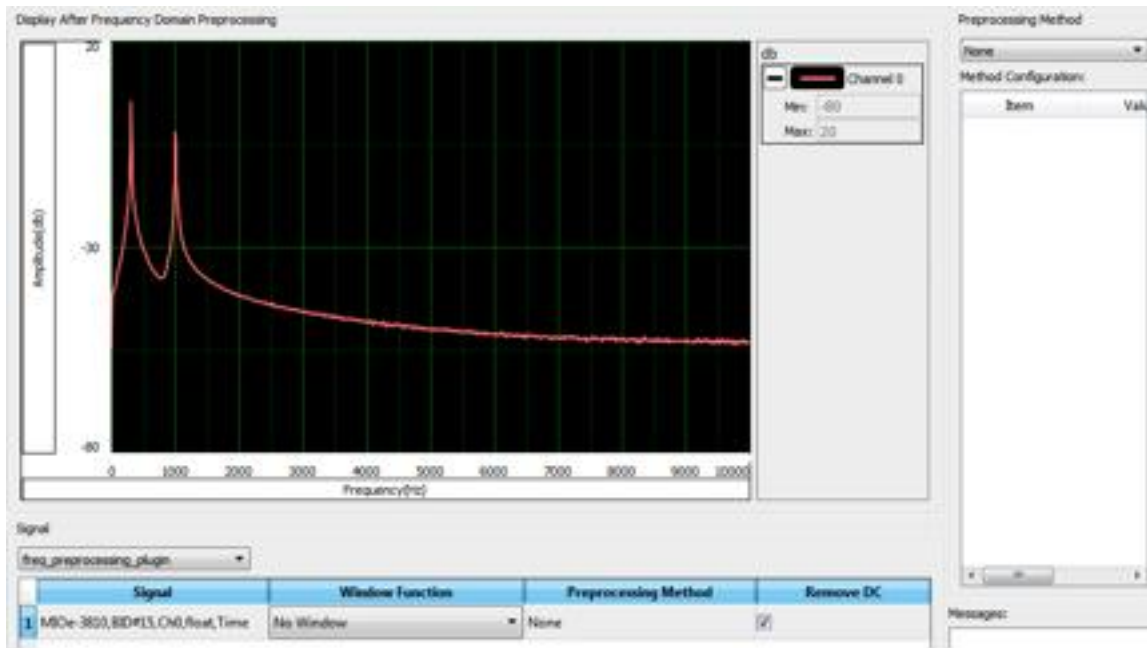 Display After Frequency Domain Preprocessing
20
-30
-80
Amplitude(db)
0 1000 2000 3000 4000 5000 6000 7000 8000 9000 10000
Frequency(Hz)
db
Channel 0
Min: -80
Max: 20
Preprocessing Method
None
Method Configuration:
Item Valu
Signal
freq_preprocessing_plugin
Signal Window Function Preprocessing Method Remove DC
1 MIOe-3810,BID#15,Ch0,float,Time No Window None
Messages: